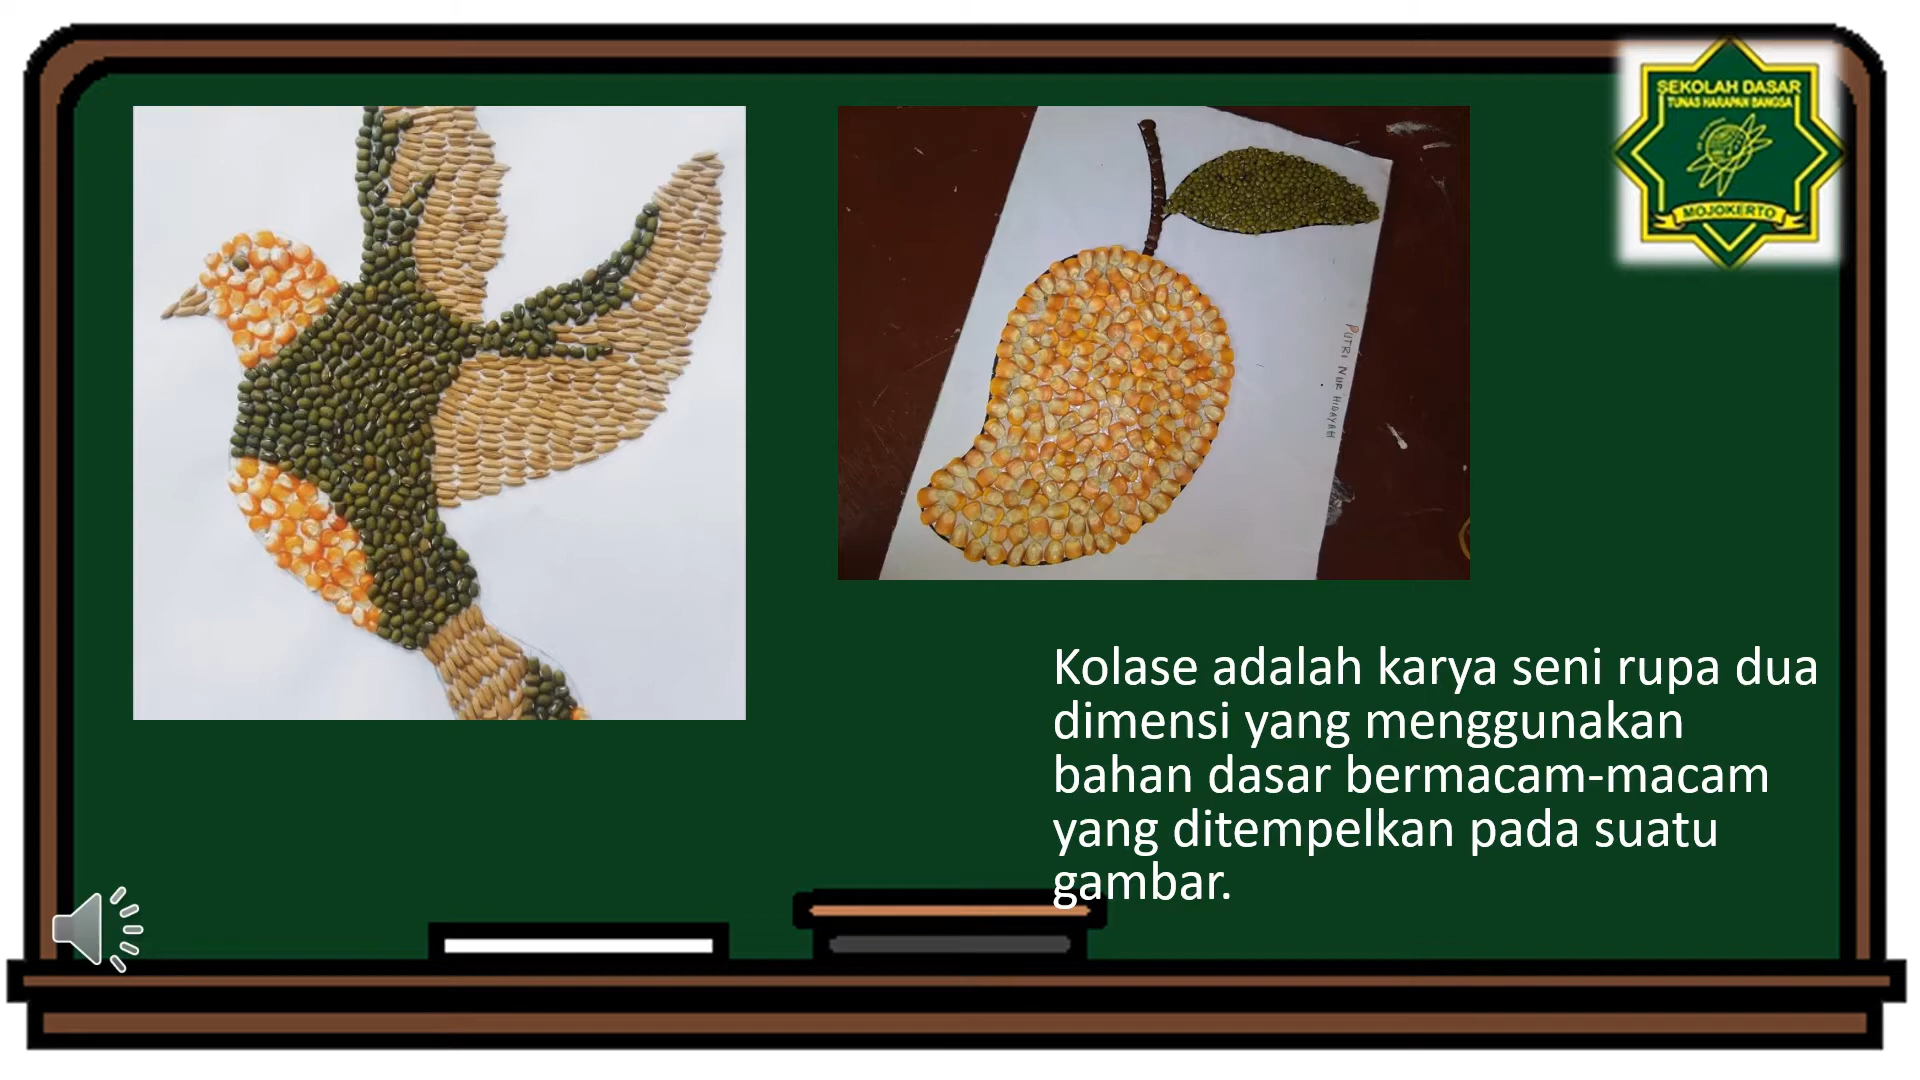 SEKOLAH DASAR
TUNAS HARAPAN BANGSA
MOJOKERTO
PUTRI NUR HIDAYAH
Kolase adalah karya seni rupa dua
dimensi yang menggunakan
bahan dasar bermacam-macam
yang ditempelkan pada suatu
gambar.